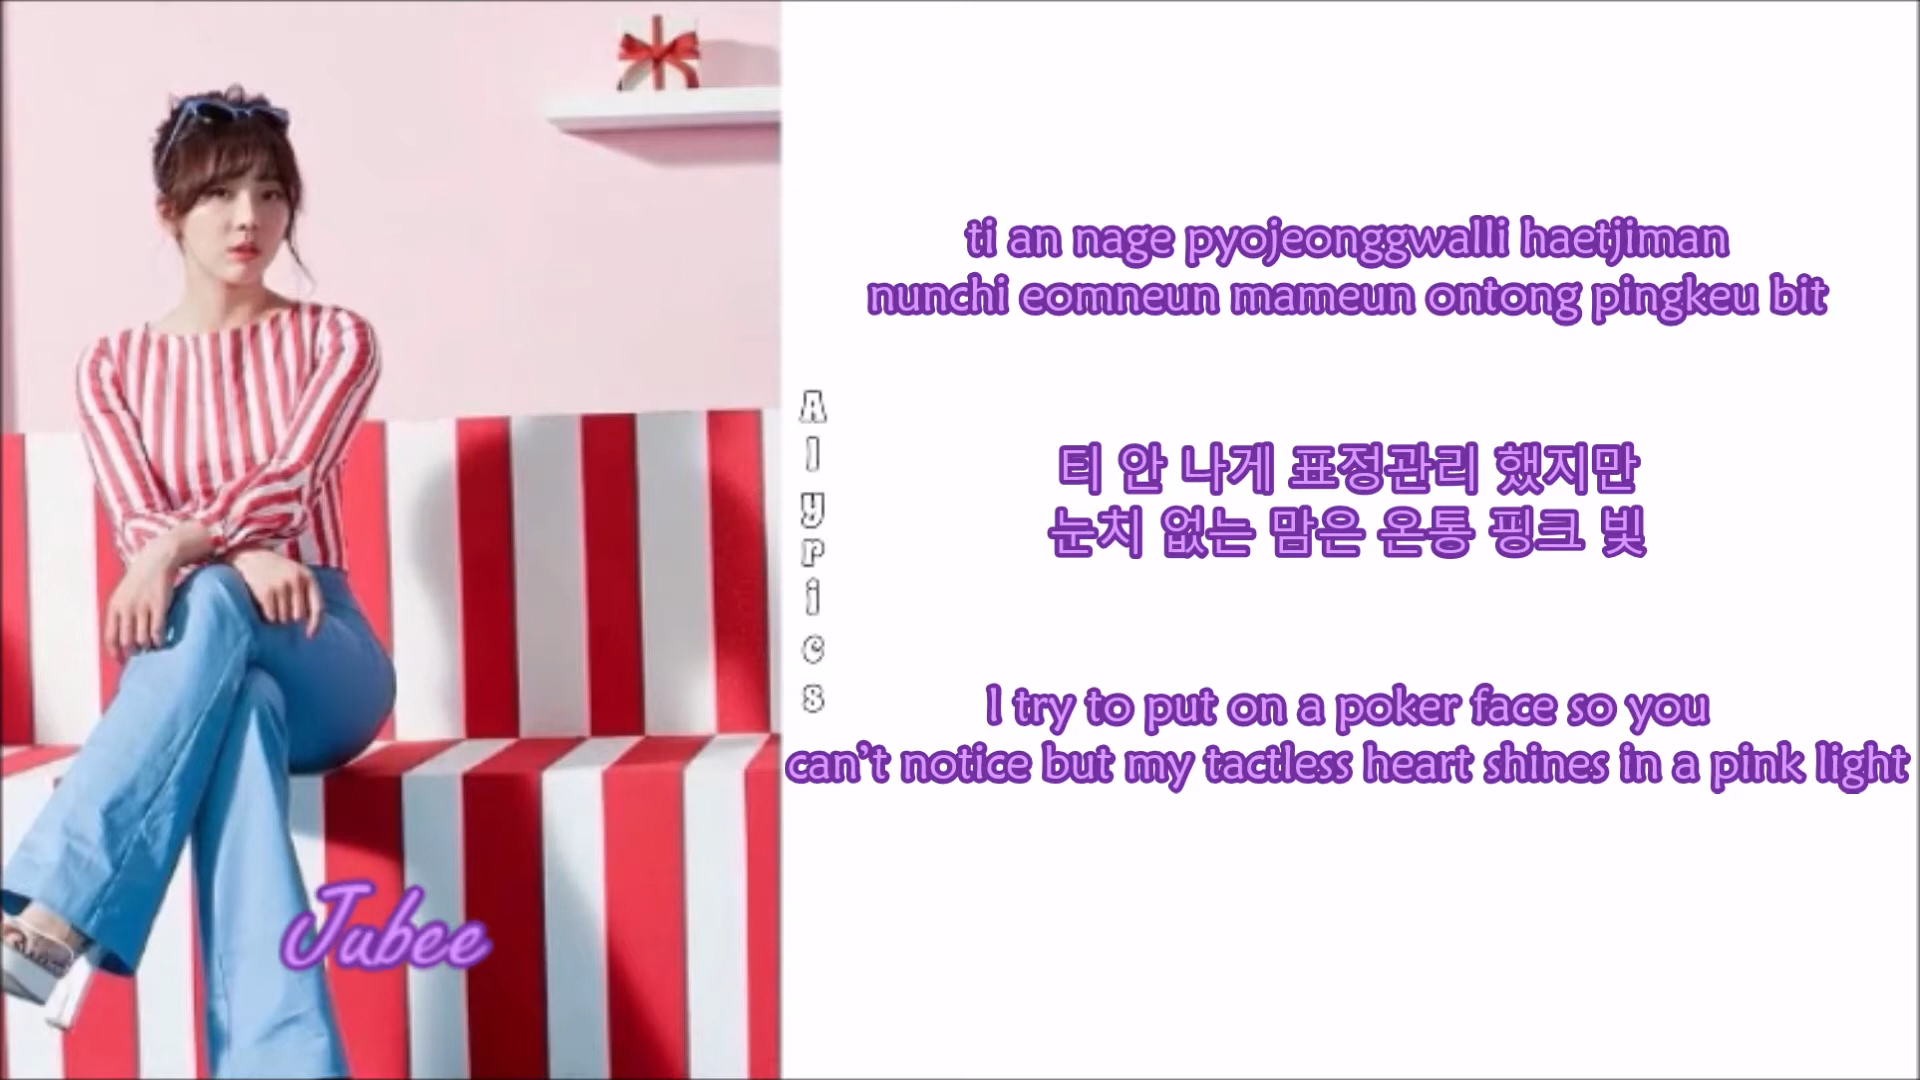 ti an nage pyojeonggwalli haetjiman
nunchi eomneun mameun ontong pingkeu bit
티 안 나게 표정관리 했지만
눈치 없는 맘은 온통 핑크 빛
I try to put on a poker face so you
can't notice but my tactless heart shines in a pink light
Alyrics
Jubee